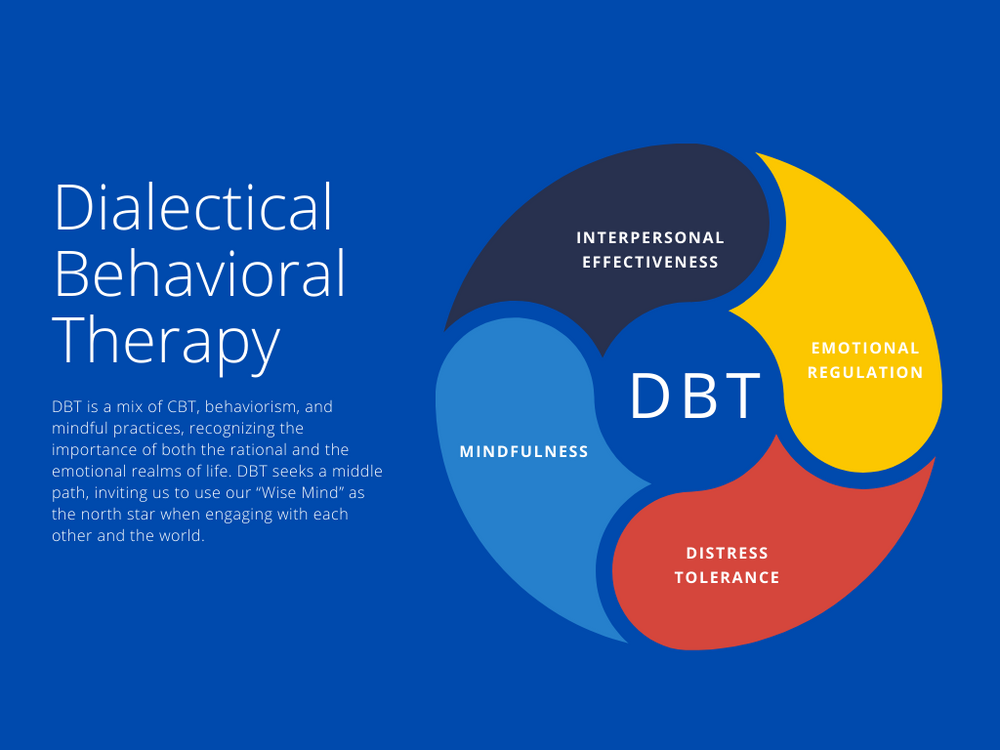 Dialectical
Behavioral
Therapy
DBT is a mix of CBT, behaviorism, and
mindful practices, recognizing the
importance of both the rational and the
emotional realms of life. DBT seeks a middle
path, inviting us to use our “Wise Mind” as
the north star when engaging with each
other and the world.
INTERPERSONAL
EFFECTIVENESS
EMOTIONAL
REGULATION
DBT
MINDFULNESS
DISTRESS
TOLERANCE